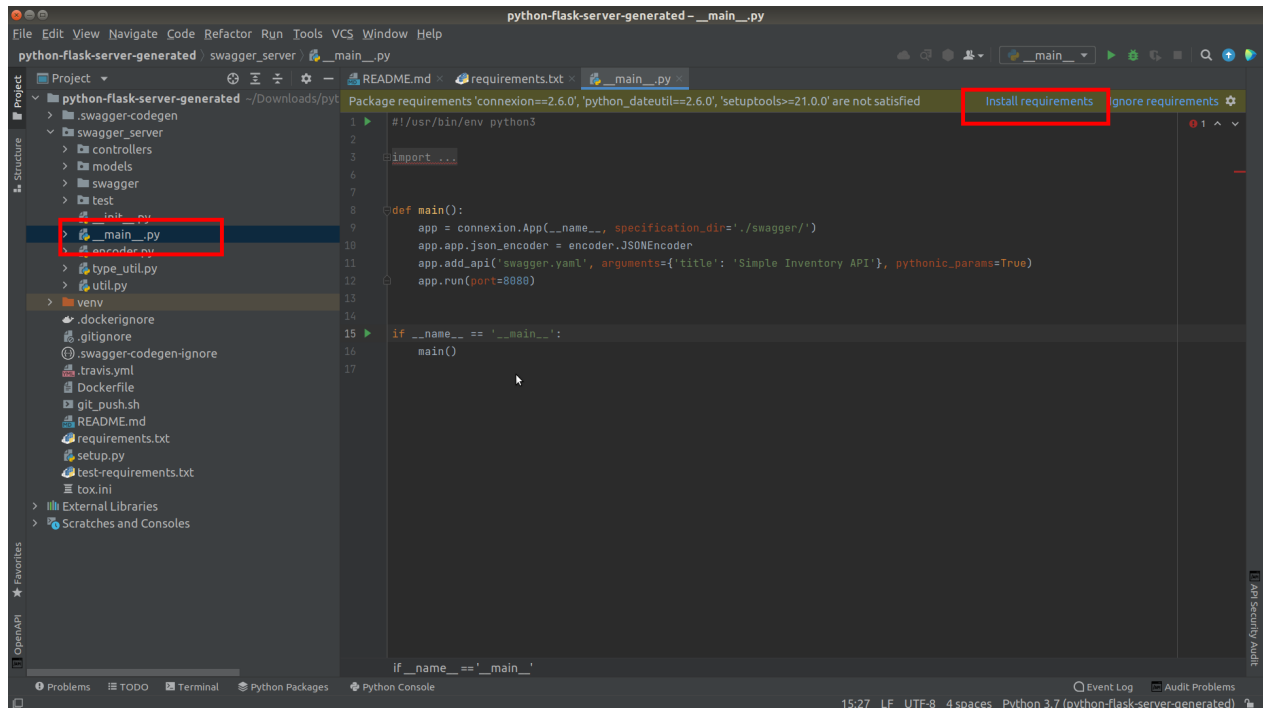 python-flask-server-generated – __main__.py
File Edit View Navigate Code Refactor Run Tools VCS Window Help
python-flask-server-generated swagger_server __main__.py __main__
Project
README.md requirements.txt __main__.py
python-flask-server-generated ~/Downloads/pyt
.swagger-codegen
swagger_server
controllers
models
swagger
test
__init__.py
__main__.py
encoder.py
type_util.py
util.py
venv
.dockerignore
.gitignore
.swagger-codegen-ignore
.travis.yml
Dockerfile
git_push.sh
README.md
requirements.txt
setup.py
test-requirements.txt
tox.ini
External Libraries
Scratches and Consoles
Package requirements 'connexion==2.6.0', 'python_dateutil==2.6.0', 'setuptools>=21.0.0' are not satisfied Install requirements Ignore requirements
1 #!/usr/bin/env python3 1
2
3 import ...
6
7
8 def main():
9 app = connexion.App(__name__, specification_dir='./swagger/')
10 app.app.json_encoder = encoder.JSONEncoder
11 app.add_api('swagger.yaml', arguments={'title': 'Simple Inventory API'}, pythonic_params=True)
12 app.run(port=8080)
13
14
15 if __name__ == '__main__':
16 main()
17
if __name__ == '__main__'
Project
Structure
Favorites
OpenAPI
API Security Audit
Problems TODO Terminal Python Packages Python Console Event Log Audit Problems
15:27 LF UTF-8 4 spaces Python 3.7 (python-flask-server-generated)